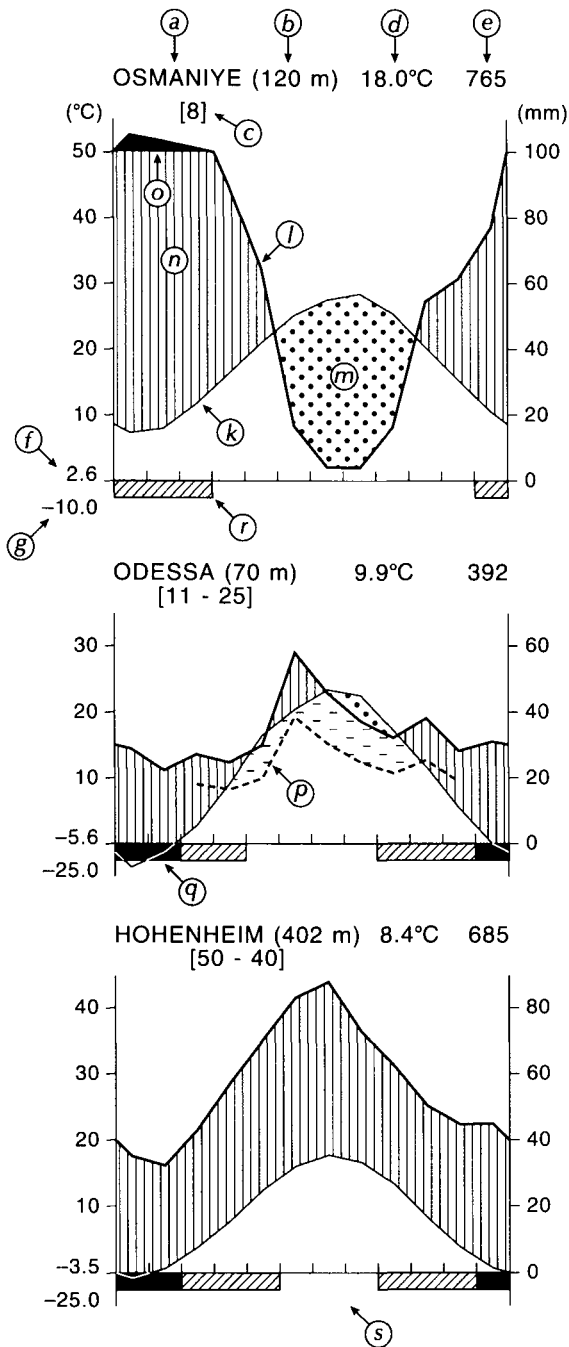 a b d e
OSMANIYE (120 m) 18.0°C 765
(°C) [8] c (mm)
50 100
o
40 80
n l
30 60
20 40
m
10 20
k
f
2.6 0
-10.0 r
g
ODESSA (70 m) 9.9°C 392
[11 - 25]
30 60
20 40
10 20
p
-5.6 0
-25.0
q
HOHENHEIM (402 m) 8.4°C 685
[50 - 40]
40 80
30 60
20 40
10 20
-3.5 0
-25.0
s